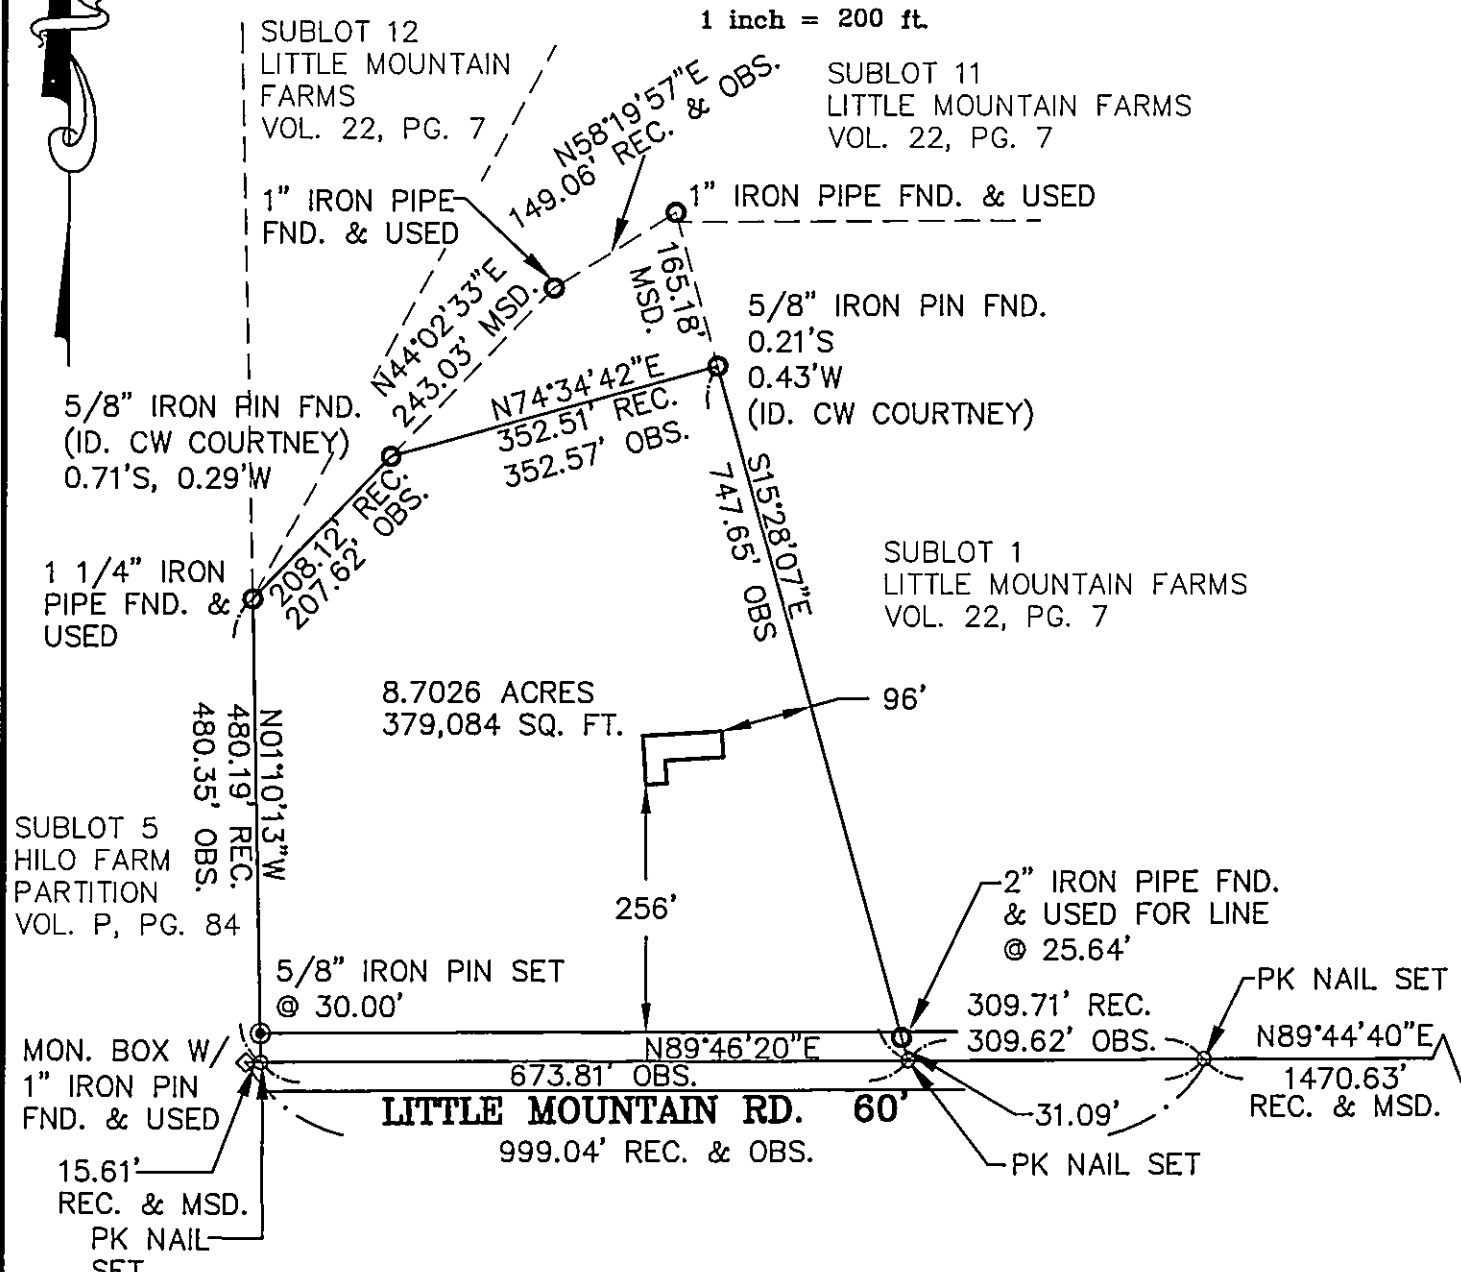 1 inch = 200 ft.
SUBLOT 12
LITTLE MOUNTAIN
FARMS
VOL. 22, PG. 7
N58°19'57"E
149.06' REC. & OBS.
SUBLOT 11
LITTLE MOUNTAIN FARMS
VOL. 22, PG. 7
1" IRON PIPE
FND. & USED
1" IRON PIPE FND. & USED
N44°02'33"E
243.03' MSD.
165.18'
MSD.
5/8" IRON PIN FND.
0.21'S
0.43'W
(ID. CW COURTNEY)
5/8" IRON PIN FND.
(ID. CW COURTNEY)
0.71'S, 0.29'W
N74°34'42"E
352.51' REC.
352.57' OBS.
208.12' REC.
207.62' OBS.
S15°28'07"E
747.65' OBS
1 1/4" IRON
PIPE FND. &
USED
SUBLOT 1
LITTLE MOUNTAIN FARMS
VOL. 22, PG. 7
8.7026 ACRES
379,084 SQ. FT.
96'
N01°10'13"W
480.19' REC.
480.35' OBS.
SUBLOT 5
HILO FARM
PARTITION
VOL. P, PG. 84
256'
2" IRON PIPE FND.
& USED FOR LINE
@ 25.64'
5/8" IRON PIN SET
@ 30.00'
PK NAIL SET
309.71' REC.
309.62' OBS.
N89°44'40"E
1470.63'
REC. & MSD.
MON. BOX W/
1" IRON PIN
FND. & USED
N89°46'20"E
673.81' OBS.
LITTLE MOUNTAIN RD. 60'
31.09'
999.04' REC. & OBS.
PK NAIL SET
15.61'
REC. & MSD.
PK NAIL
SET